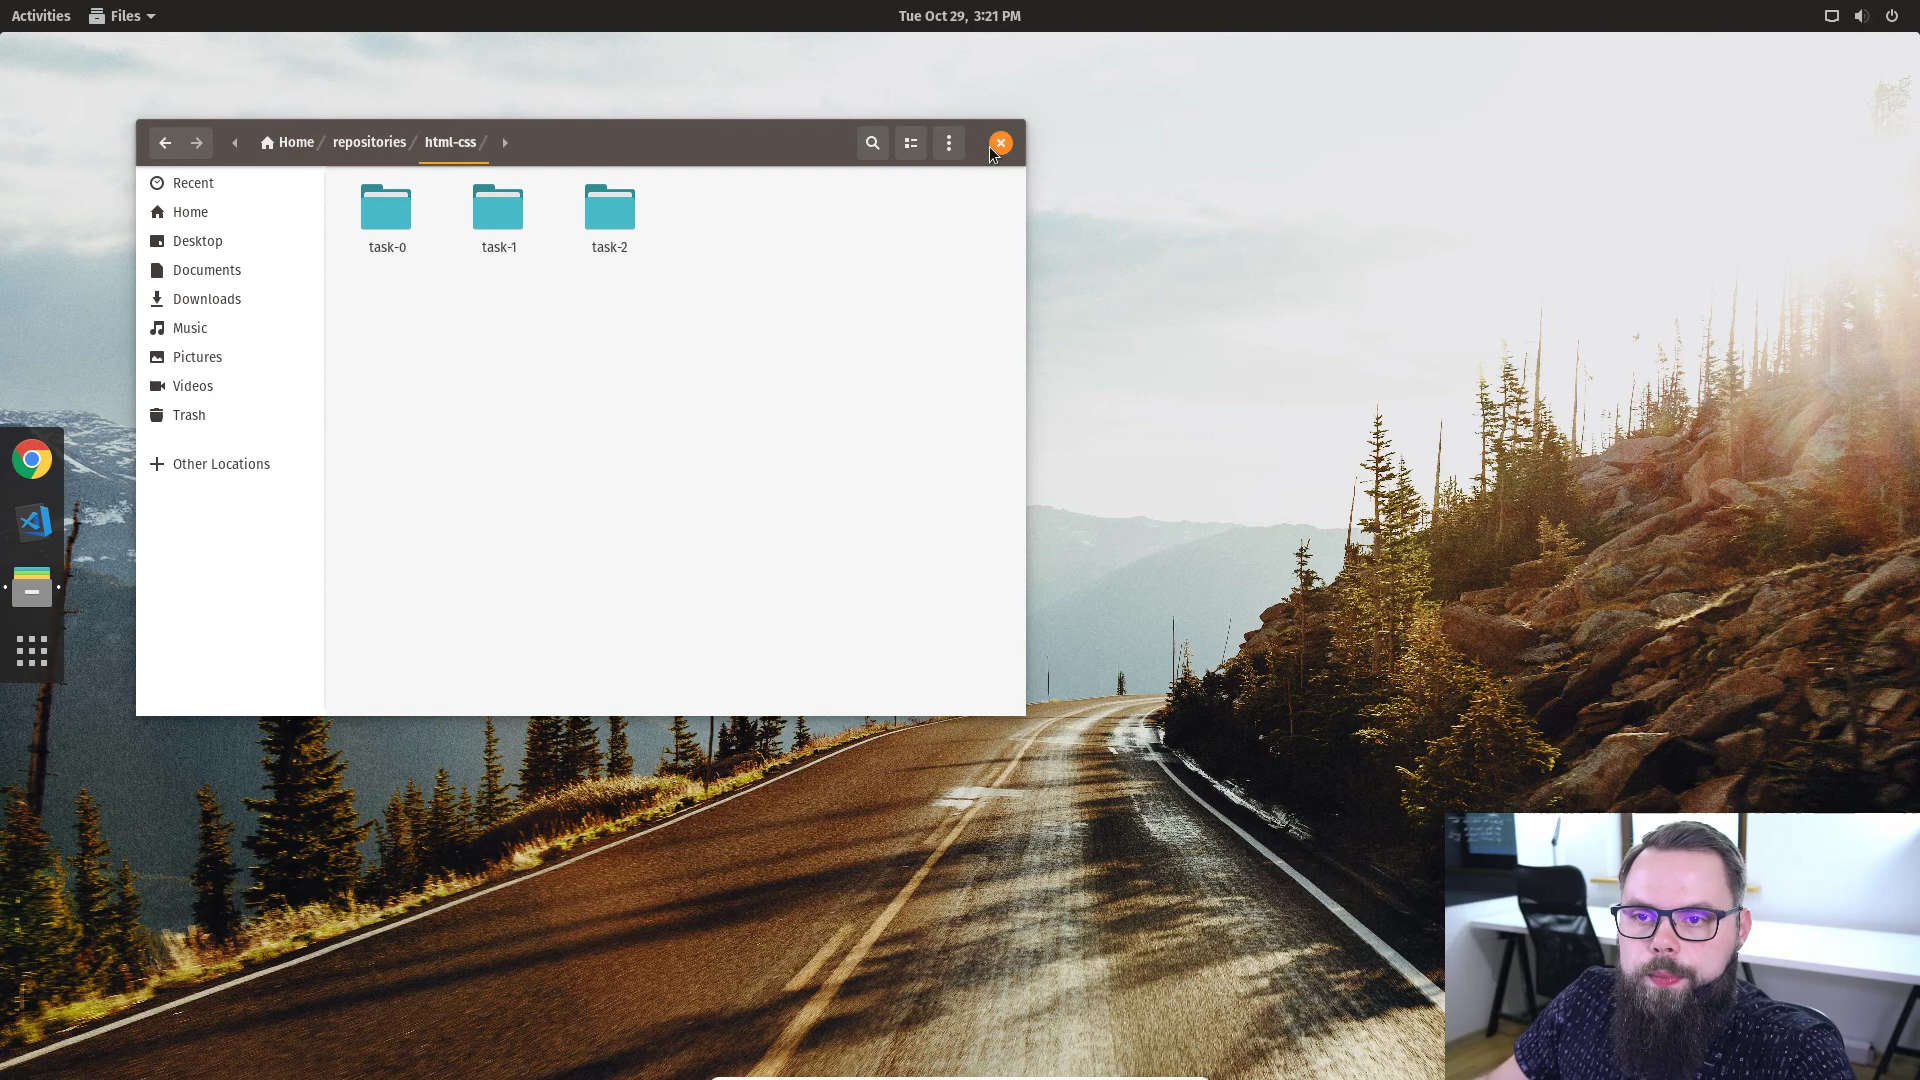 Activities
Files
Tue Oct 29, 3:21 PM
Home / repositories / html-css /
Recent
Home
Desktop
Documents
Downloads
Music
Pictures
Videos
Trash
Other Locations
task-0
task-1
task-2